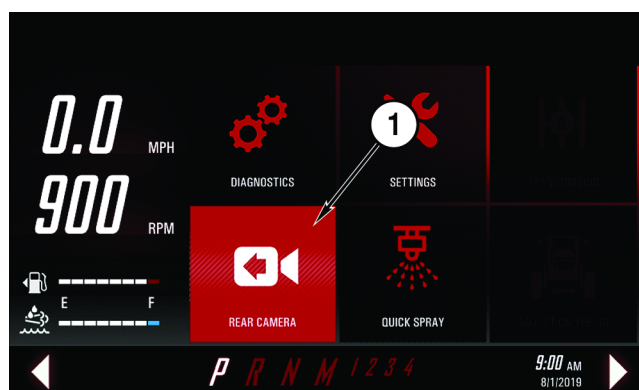 1
0.0 MPH
DIAGNOSTICS
SETTINGS
900 RPM
E F
REAR CAMERA
QUICK SPRAY
P R N M 1 2 3 4
9:00 AM
8/1/2019